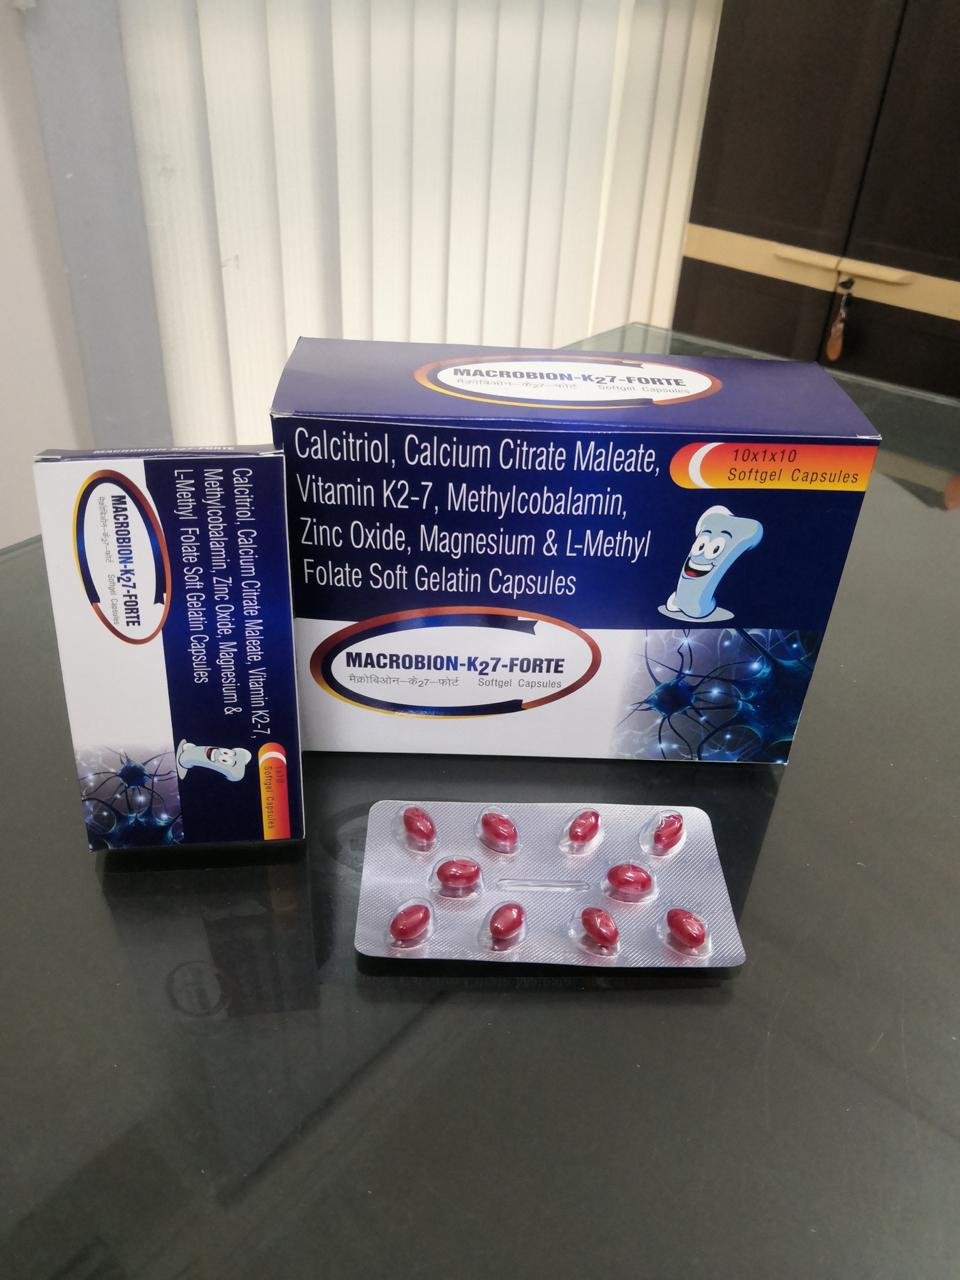 MACROBION-K27-FORTE
मैक्रोबिओन-के27-फोर्ट Softgel Capsules
Calcitriol, Calcium Citrate Maleate,
Vitamin K2-7, Methylcobalamin,
Zinc Oxide, Magnesium & L-Methyl
Folate Soft Gelatin Capsules
10x1x10
Softgel Capsules
MACROBION-K27-FORTE
मैक्रोबिओन-के27-फोर्ट Softgel Capsules
MACROBION-K27-FORTE
Calcitriol, Calcium Citrate Maleate, Vitamin K2-7,
Methylcobalamin, Zinc Oxide, Magnesium &
L-Methyl Folate Soft Gelatin Capsules
MACROBION-K27-FORTE
मैक्रोबिओन-के27-फोर्ट Softgel Capsules
1x10
Softgel Capsules